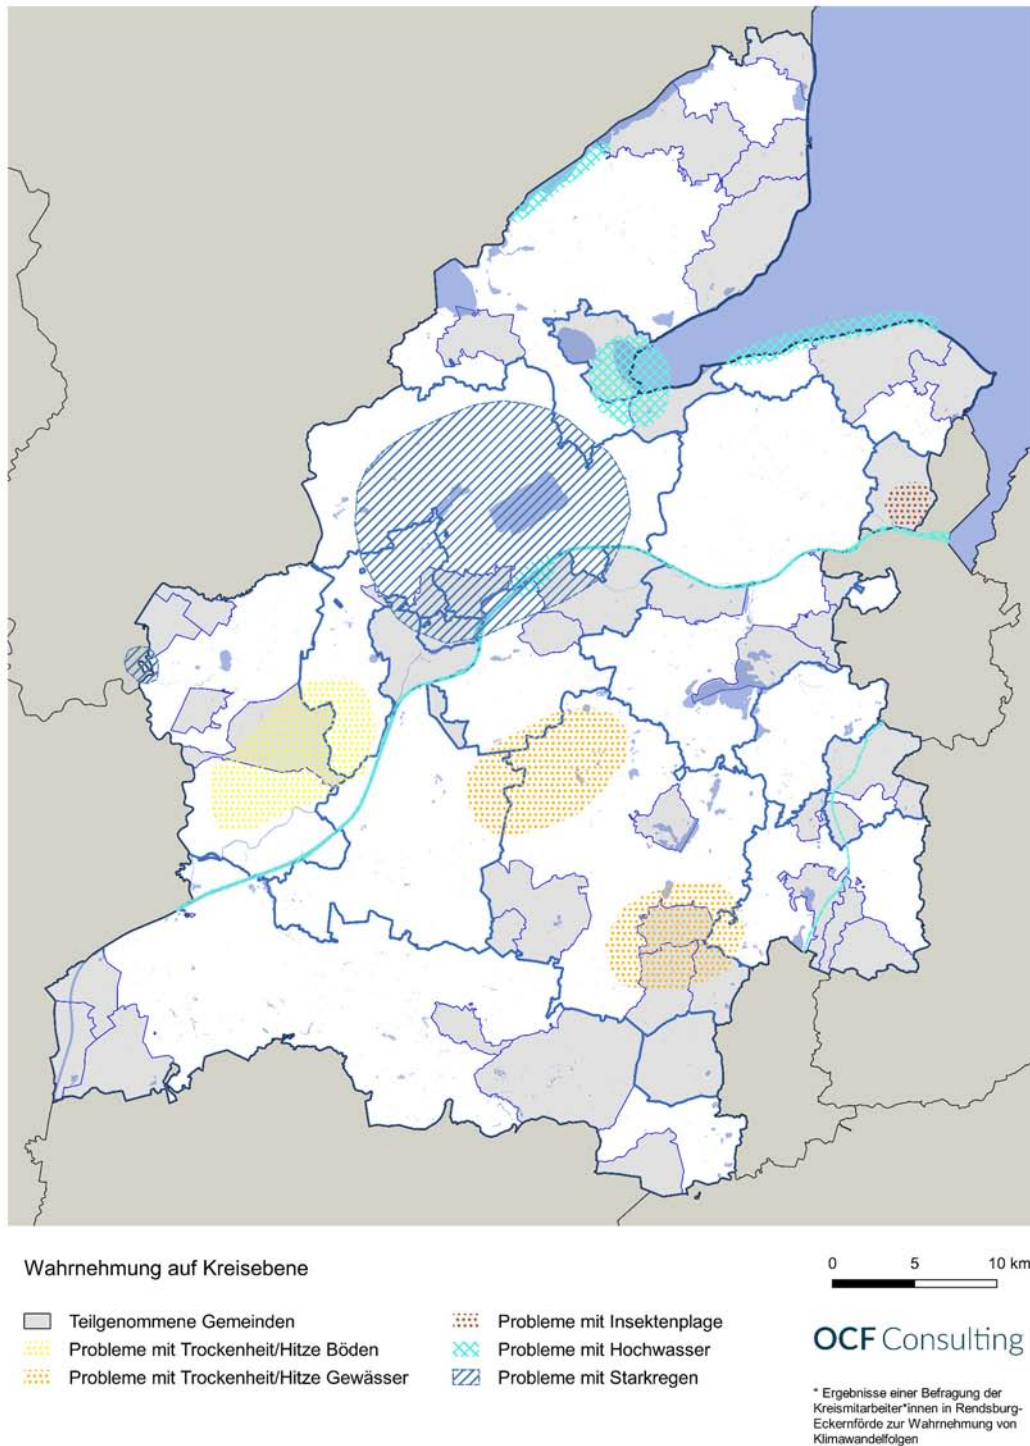 Wahrnehmung auf Kreisebene
Teilgenommene Gemeinden
Probleme mit Trockenheit/Hitze Böden
Probleme mit Trockenheit/Hitze Gewässer
Probleme mit Insektenplage
Probleme mit Hochwasser
Probleme mit Starkregen
0 5 10 km
OCF Consulting
* Ergebnisse einer Befragung der
Kreismitarbeiter*innen in Rendsburg-
Eckernförde zur Wahrnehmung von
Klimawandelfolgen